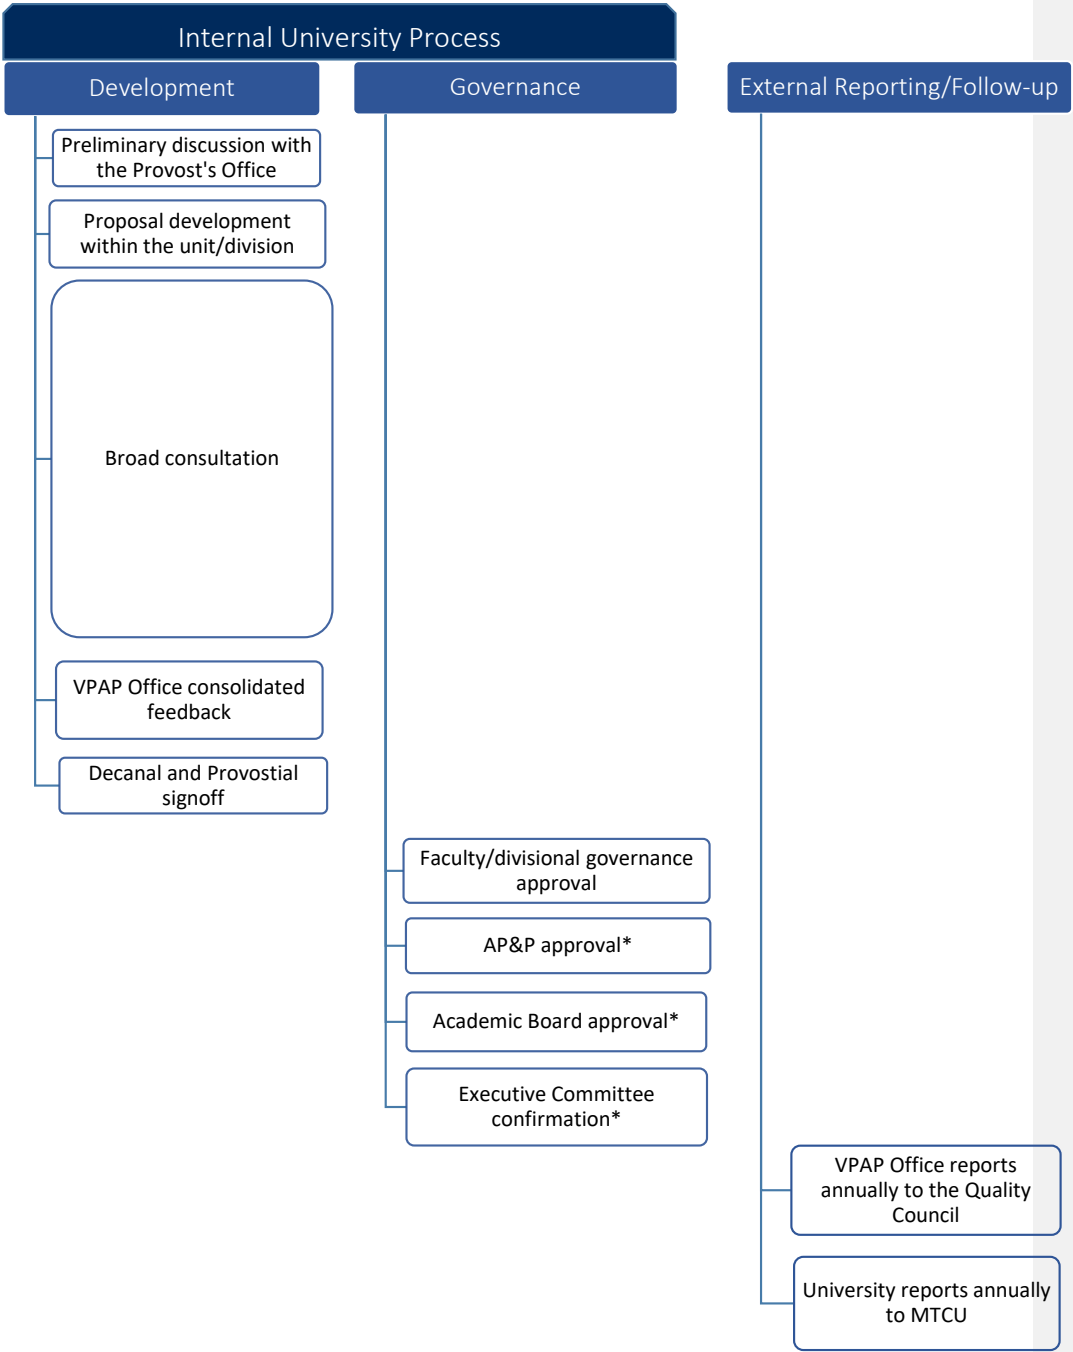 Internal University Process
Development
Governance
External Reporting/Follow-up
Preliminary discussion with
the Provost's Office
Proposal development
within the unit/division
Broad consultation
VPAP Office consolidated
feedback
Decanal and Provostial
signoff
Faculty/divisional governance
approval
AP&P approval*
Academic Board approval*
Executive Committee
confirmation*
VPAP Office reports
annually to the Quality
Council
University reports annually
to MTCU